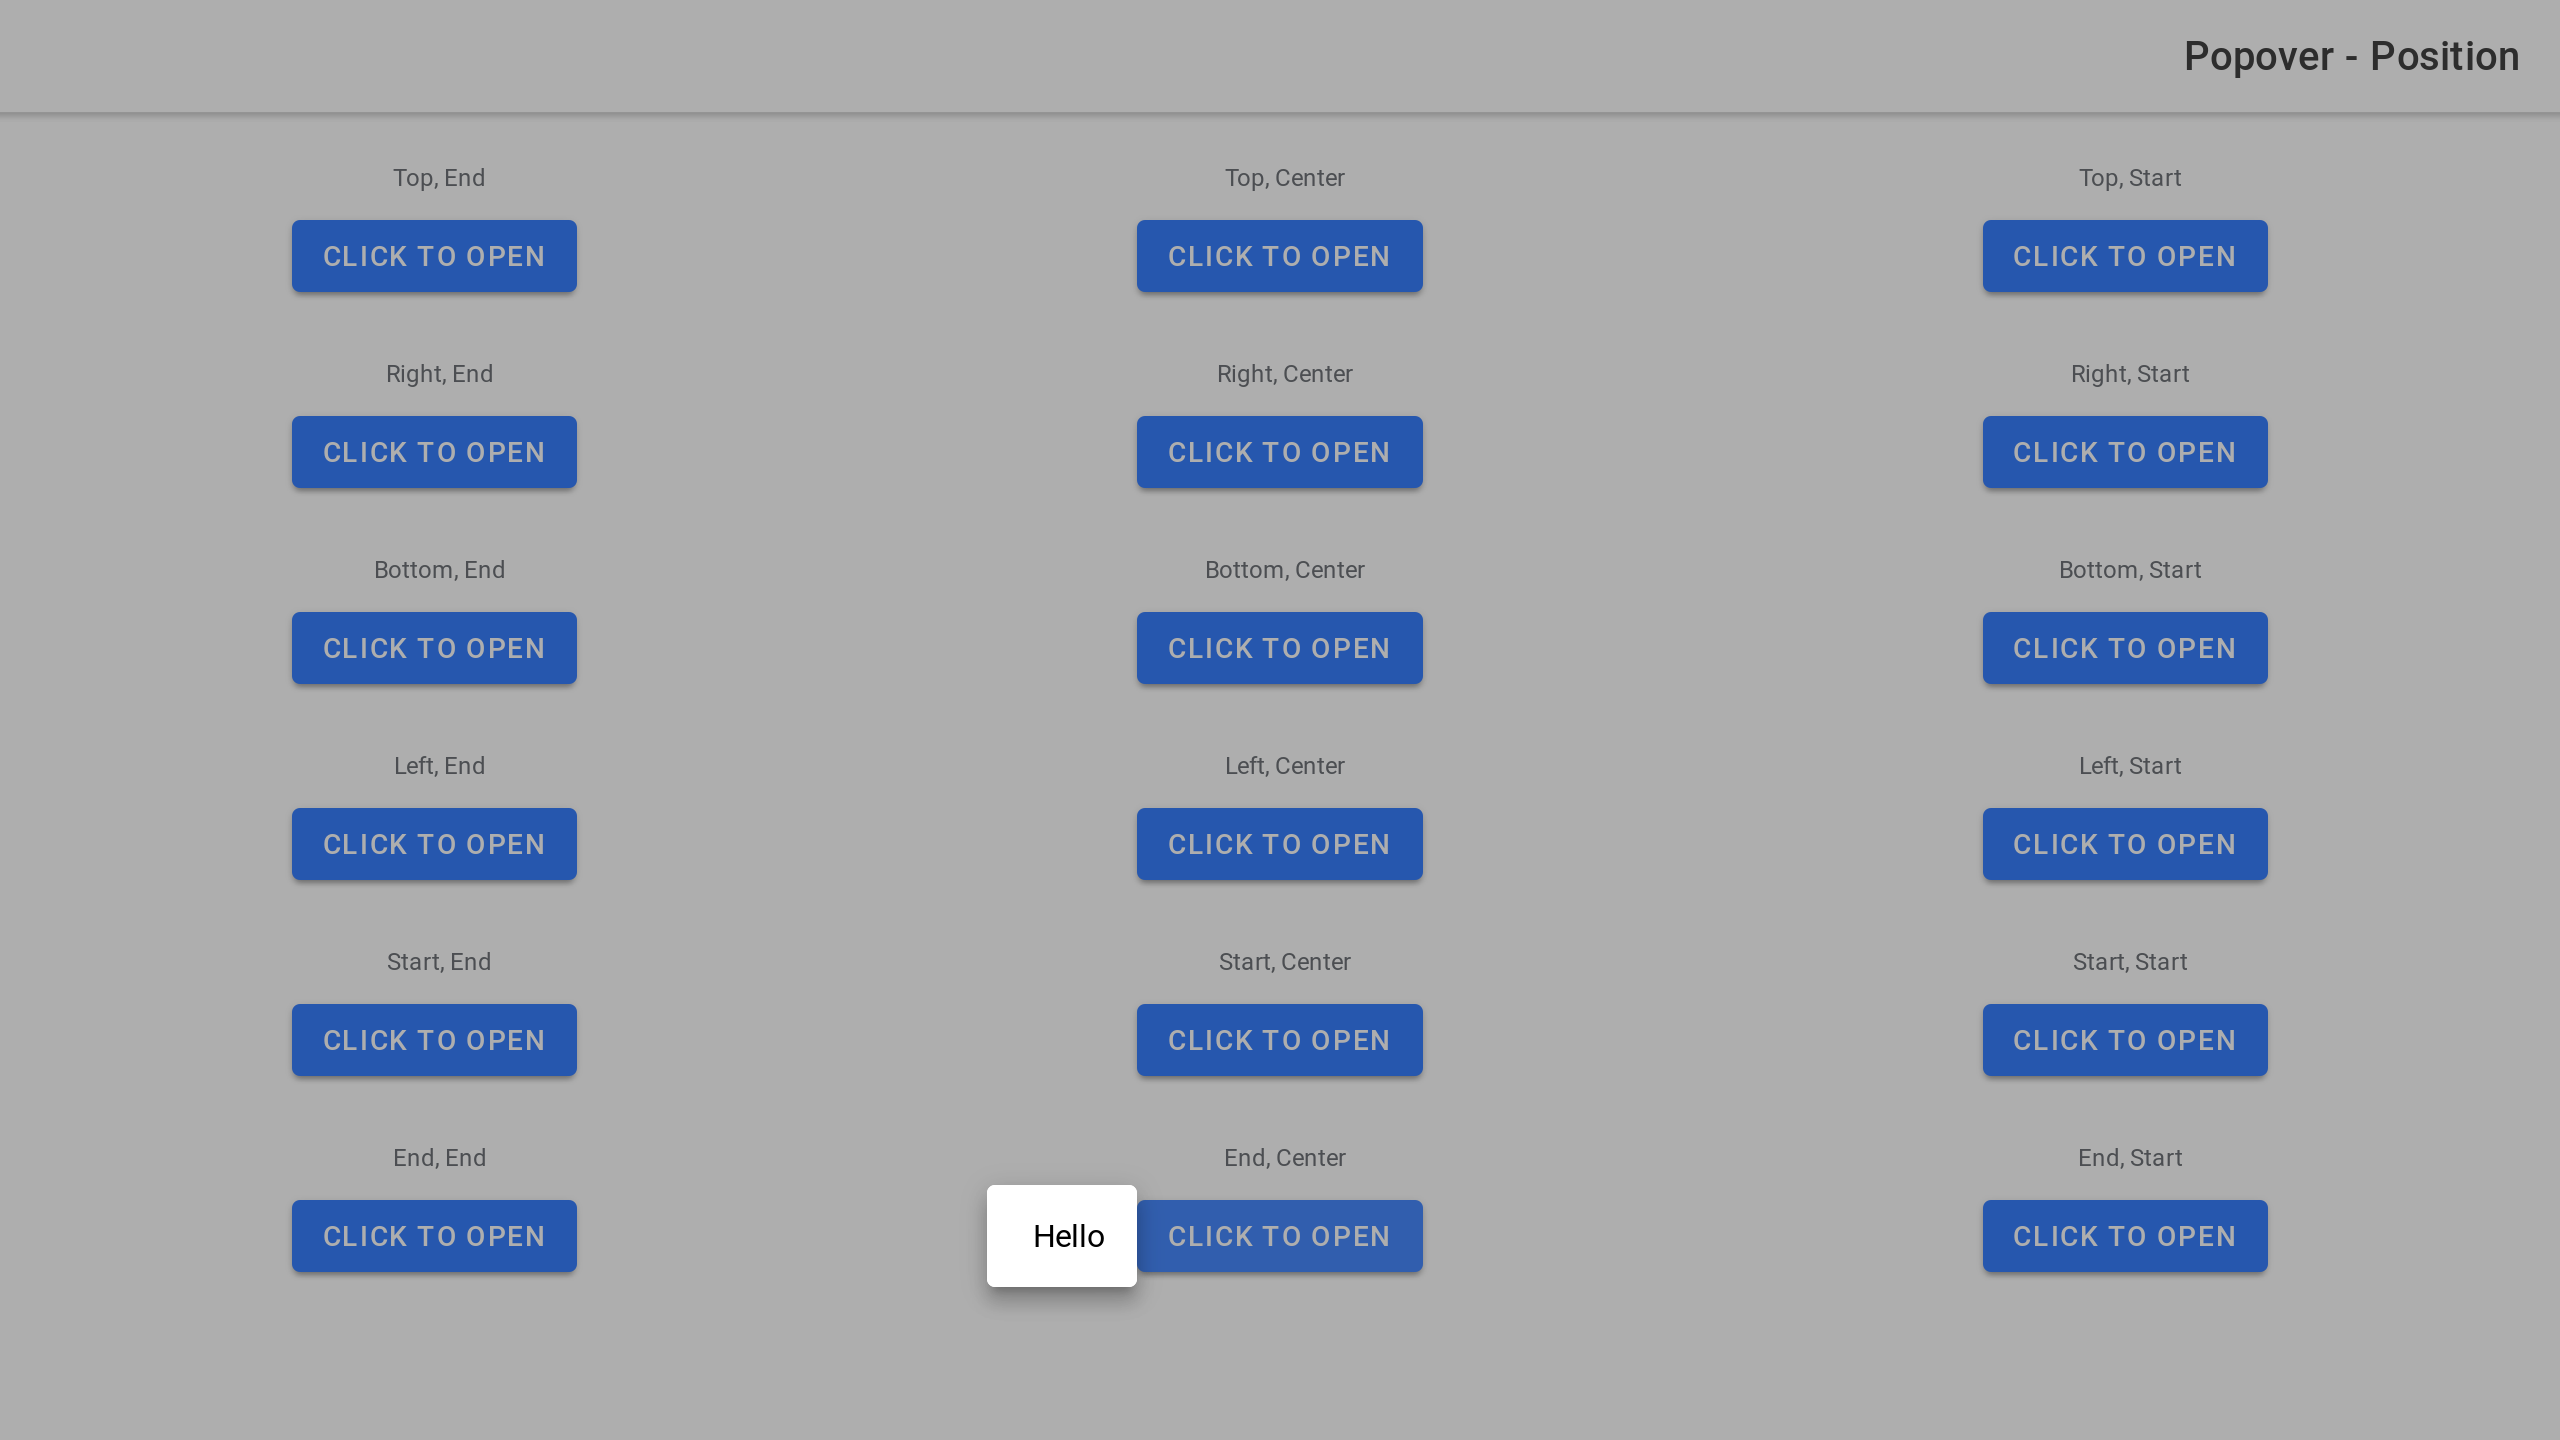 Popover - Position
Top, End
Top, Center
Top, Start
CLICK TO OPEN
CLICK TO OPEN
CLICK TO OPEN
Right, End
Right, Center
Right, Start
CLICK TO OPEN
CLICK TO OPEN
CLICK TO OPEN
Bottom, End
Bottom, Center
Bottom, Start
CLICK TO OPEN
CLICK TO OPEN
CLICK TO OPEN
Left, End
Left, Center
Left, Start
CLICK TO OPEN
CLICK TO OPEN
CLICK TO OPEN
Start, End
Start, Center
Start, Start
CLICK TO OPEN
CLICK TO OPEN
CLICK TO OPEN
End, End
End, Center
End, Start
CLICK TO OPEN
Hello
CLICK TO OPEN
CLICK TO OPEN